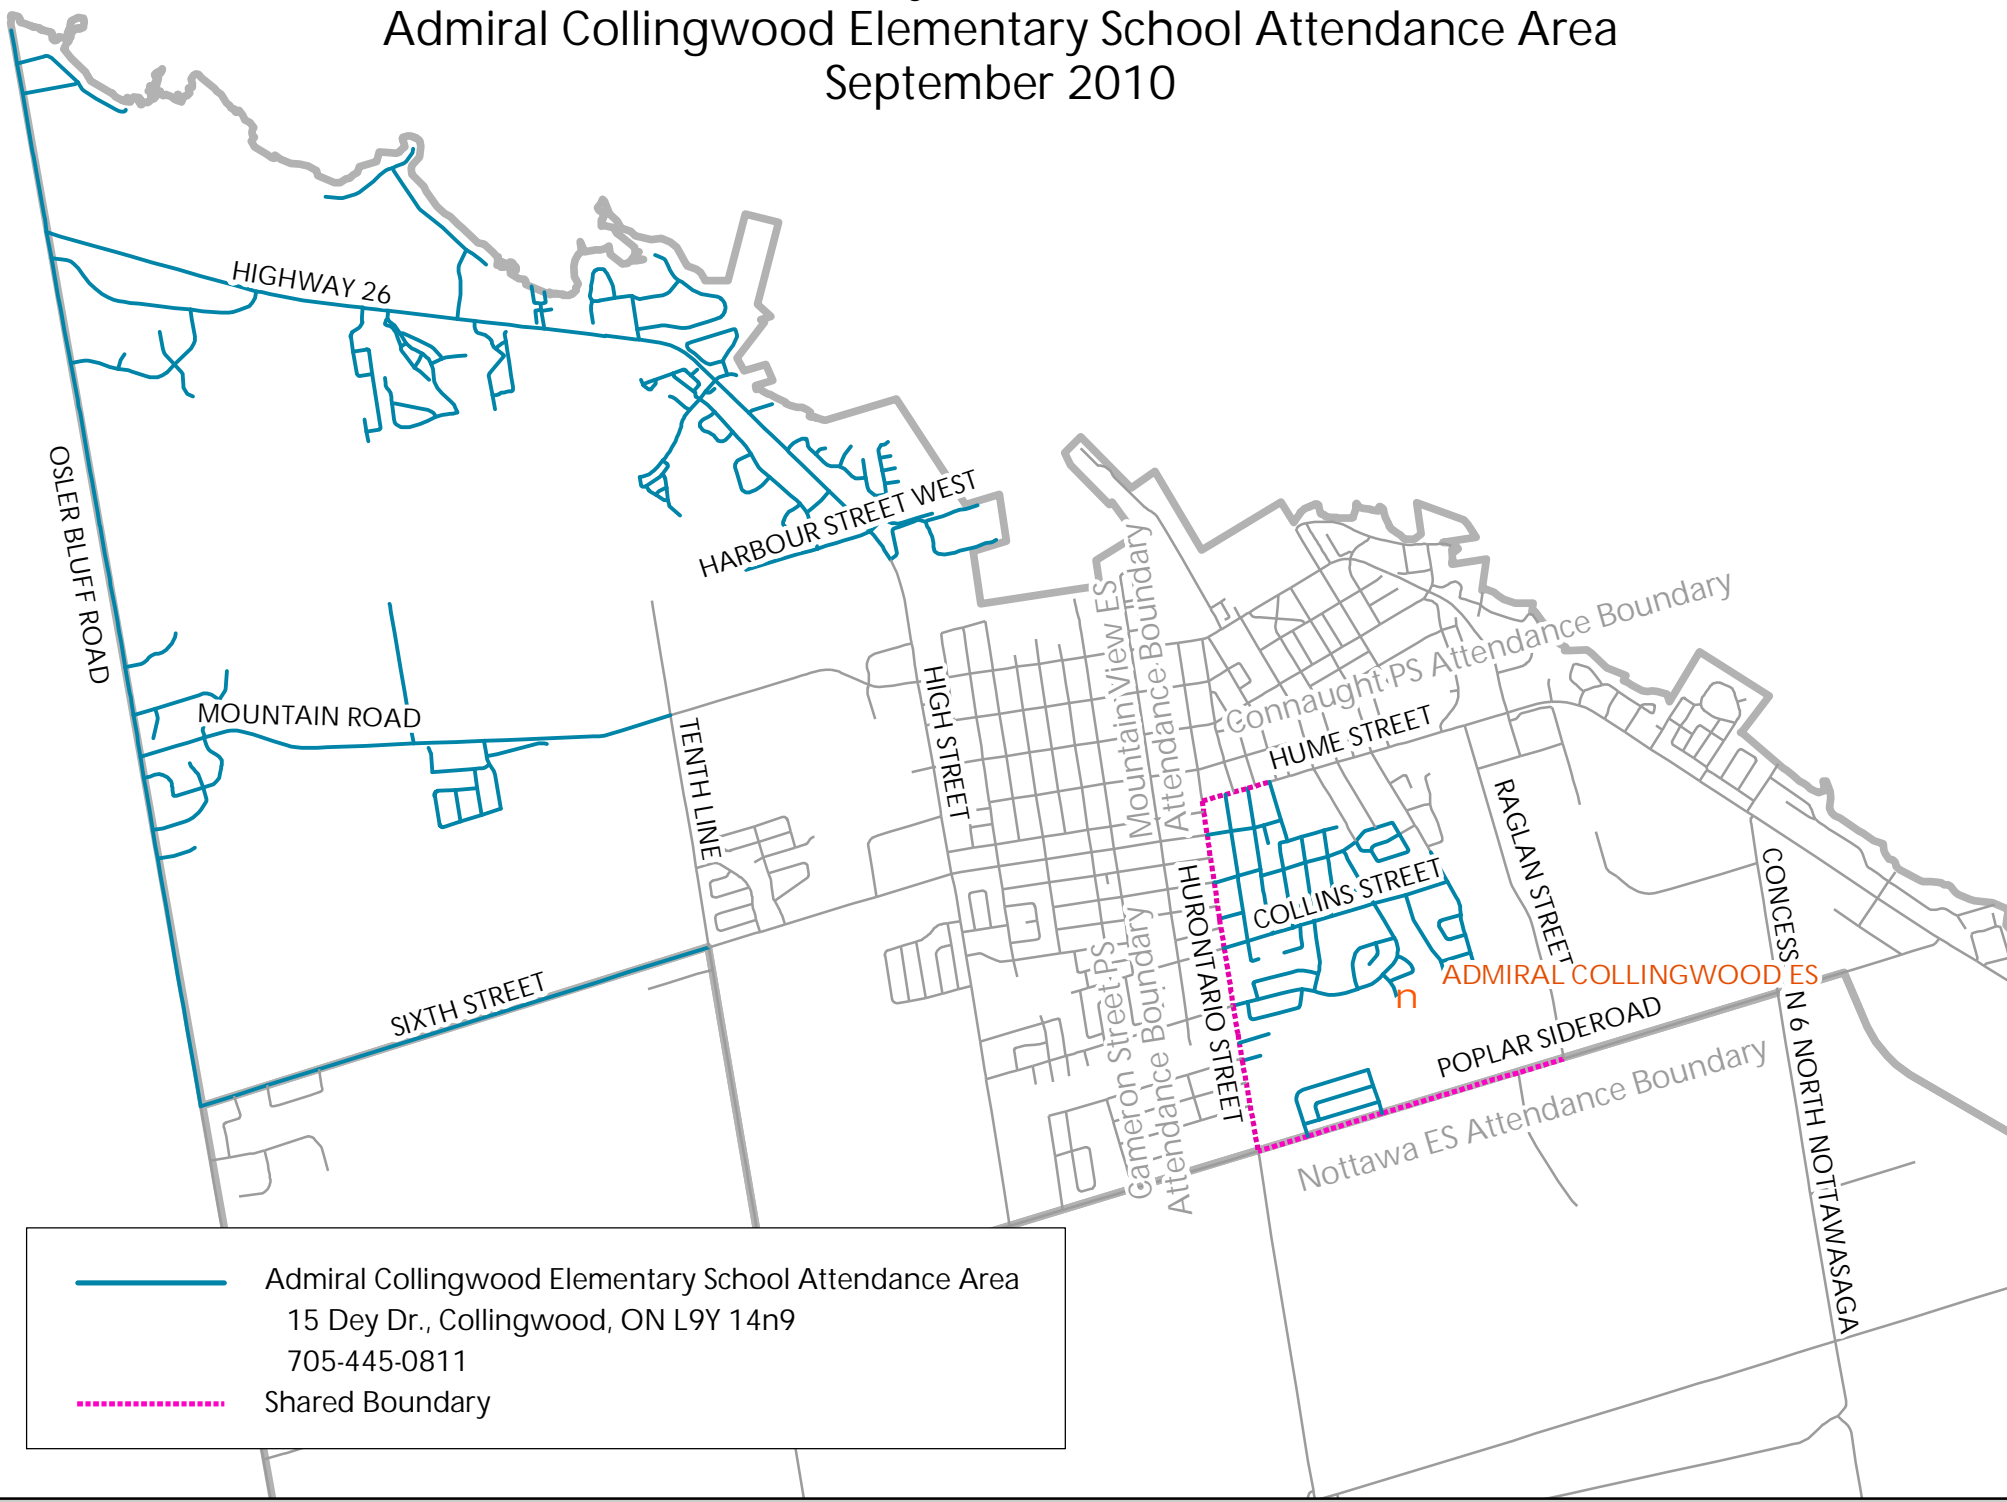 Admiral Collingwood Elementary School Attendance Area
September 2010
HIGHWAY 26
OSLER BLUFF ROAD
HARBOUR STREET WEST
MOUNTAIN ROAD
TENTH LINE
HIGH STREET
Mountain View ES
Attendance Boundary
Connaught PS Attendance Boundary
HUME STREET
RAGLAN STREET
COLLINS STREET
HURONTARIO STREET
CONCESS N 6 NORTH NOTTAWASAGA
ADMIRAL COLLINGWOOD ES
n
SIXTH STREET
Cameron Street PS
Attendance Boundary
POPLAR SIDEROAD
Nottawa ES Attendance Boundary
Admiral Collingwood Elementary School Attendance Area
15 Dey Dr., Collingwood, ON L9Y 14n9
705-445-0811
Shared Boundary